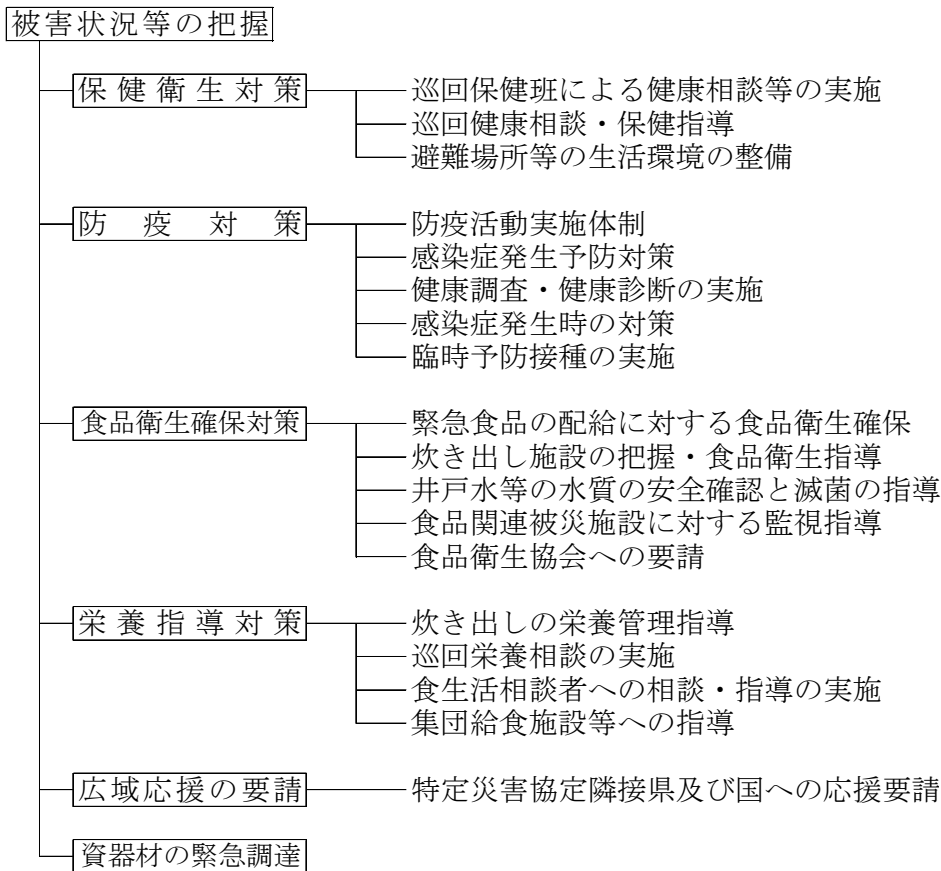 被害状況等の把握
保健衛生対策
巡回保健班による健康相談等の実施
巡回健康相談・保健指導
避難場所等の生活環境の整備
防疫対策
防疫活動実施体制
感染症発生予防対策
健康調査・健康診断の実施
感染症発生時の対策
臨時予防接種の実施
食品衛生確保対策
緊急食品の配給に対する食品衛生確保
炊き出し施設の把握・食品衛生指導
井戸水等の水質の安全確認と滅菌の指導
食品関連被災施設に対する監視指導
食品衛生協会への要請
栄養指導対策
炊き出しの栄養管理指導
巡回栄養相談の実施
食生活相談者への相談・指導の実施
集団給食施設等への指導
広域応援の要請
特定災害協定隣接県及び国への応援要請
資器材の緊急調達